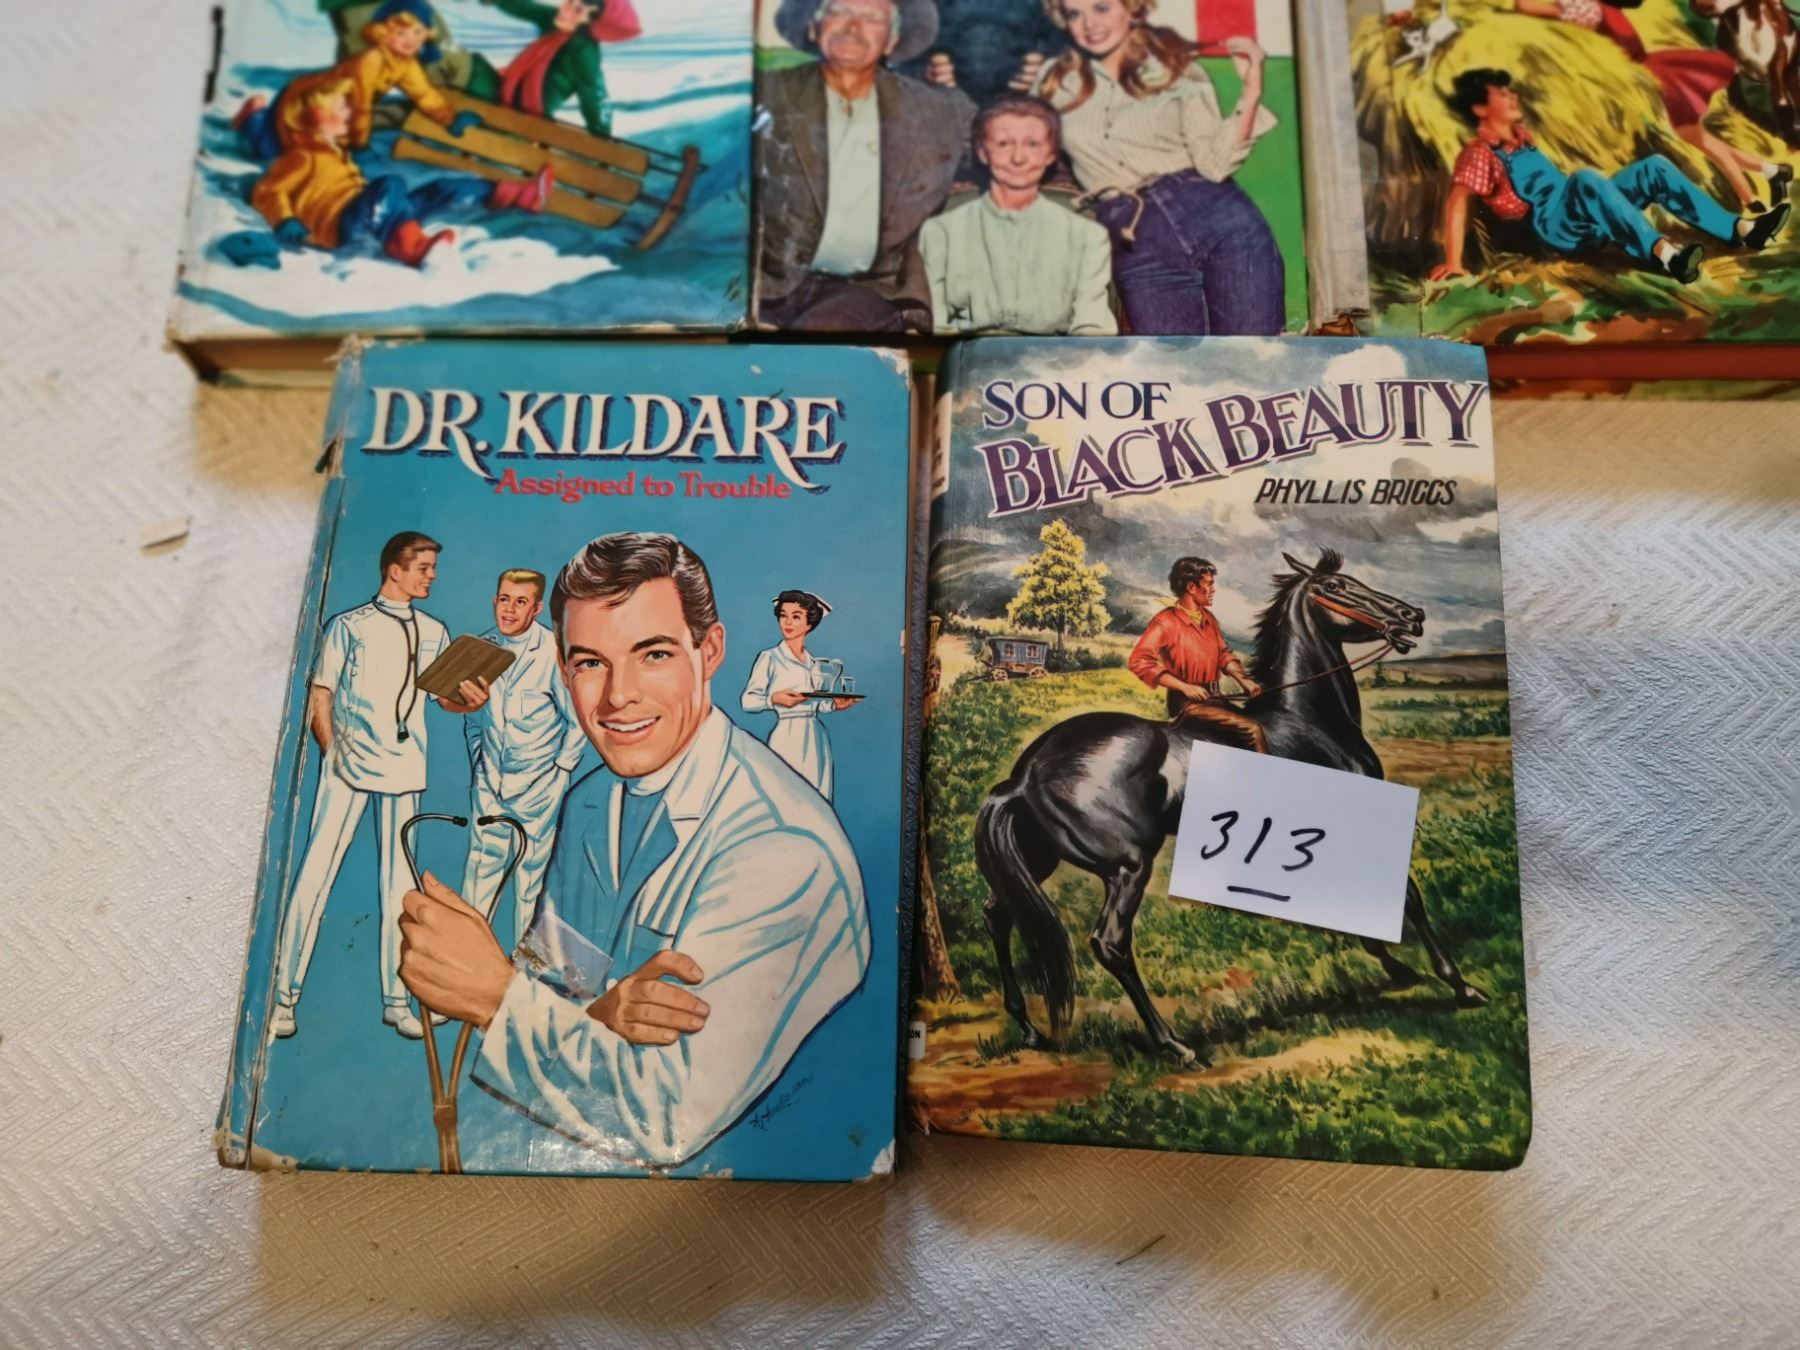 DR. KILDARE
Assigned to Trouble
SON OF
BLACK BEAUTY
PHYLLIS BRIGGS
313